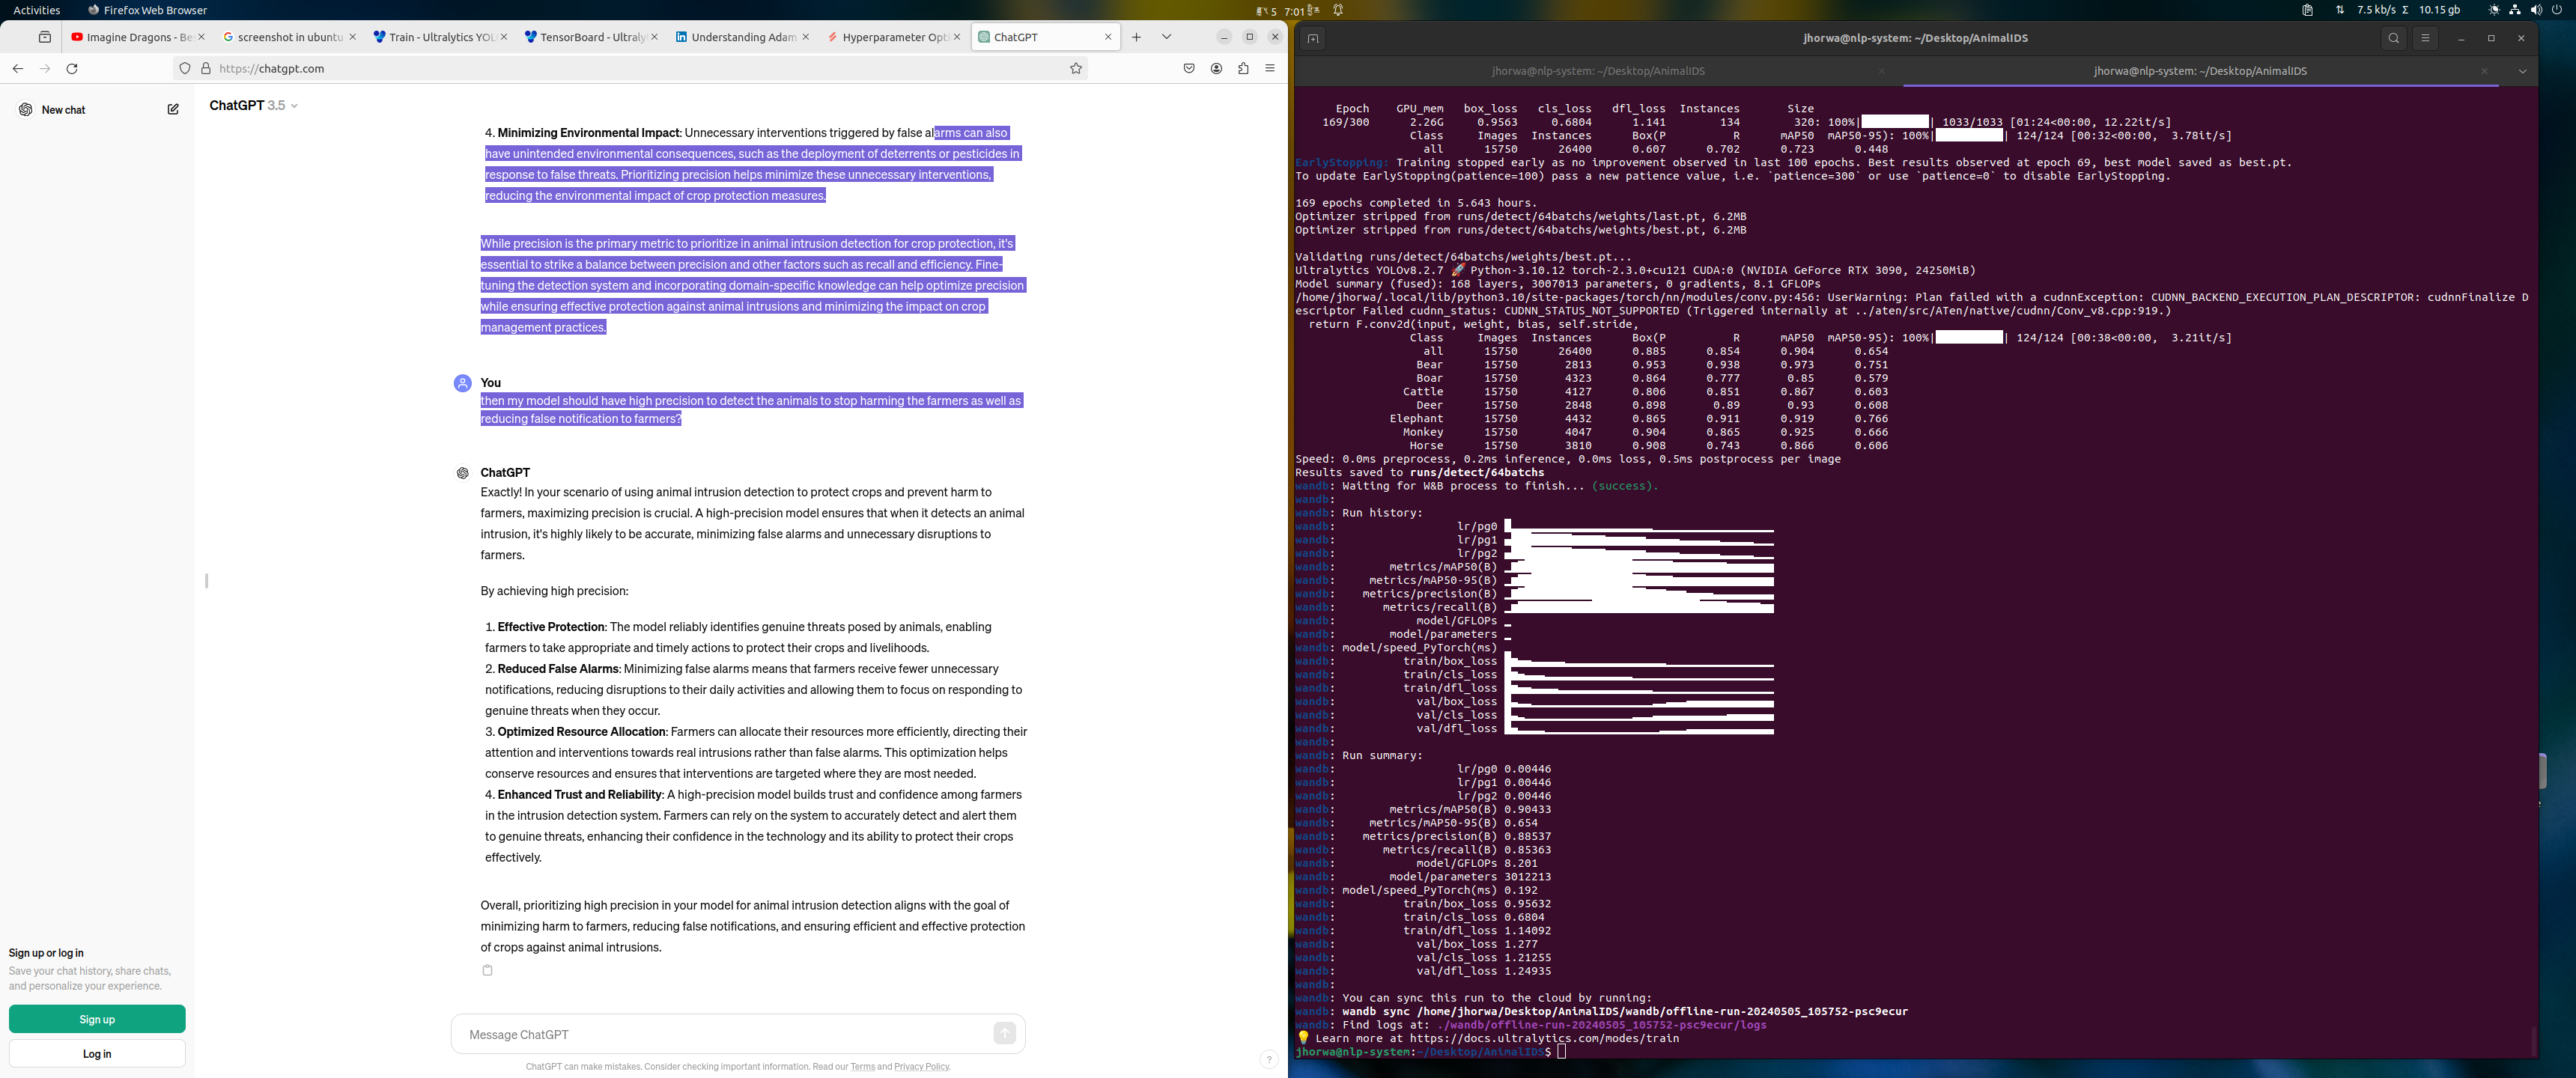 Activities
Firefox Web Browser
5 7:01
7.5 kb/s Σ 10.15 gb
Imagine Dragons - Be
screenshot in ubuntu
Train - Ultralytics YOL
TensorBoard - Ultraly
Understanding Adam
Hyperparameter Opti
ChatGPT
https://chatgpt.com
New chat
ChatGPT 3.5
4. Minimizing Environmental Impact: Unnecessary interventions triggered by false alarms can also
have unintended environmental consequences, such as the deployment of deterrents or pesticides in
response to false threats. Prioritizing precision helps minimize these unnecessary interventions,
reducing the environmental impact of crop protection measures.
While precision is the primary metric to prioritize in animal intrusion detection for crop protection, it's
essential to strike a balance between precision and other factors such as recall and efficiency. Fine-
tuning the detection system and incorporating domain-specific knowledge can help optimize precision
while ensuring effective protection against animal intrusions and minimizing the impact on crop
management practices.
You
then my model should have high precision to detect the animals to stop harming the farmers as well as
reducing false notification to farmers?
ChatGPT
Exactly! In your scenario of using animal intrusion detection to protect crops and prevent harm to
farmers, maximizing precision is crucial. A high-precision model ensures that when it detects an animal
intrusion, it's highly likely to be accurate, minimizing false alarms and unnecessary disruptions to
farmers.
By achieving high precision:
1. Effective Protection: The model reliably identifies genuine threats posed by animals, enabling
farmers to take appropriate and timely actions to protect their crops and livelihoods.
2. Reduced False Alarms: Minimizing false alarms means that farmers receive fewer unnecessary
notifications, reducing disruptions to their daily activities and allowing them to focus on responding to
genuine threats when they occur.
3. Optimized Resource Allocation: Farmers can allocate their resources more efficiently, directing their
attention and interventions towards real intrusions rather than false alarms. This optimization helps
conserve resources and ensures that interventions are targeted where they are most needed.
4. Enhanced Trust and Reliability: A high-precision model builds trust and confidence among farmers
in the intrusion detection system. Farmers can rely on the system to accurately detect and alert them
to genuine threats, enhancing their confidence in the technology and its ability to protect their crops
effectively.
Overall, prioritizing high precision in your model for animal intrusion detection aligns with the goal of
minimizing harm to farmers, reducing false notifications, and ensuring efficient and effective protection
of crops against animal intrusions.
Sign up or log in
Save your chat history, share chats,
and personalize your experience.
Sign up
Log in
Message ChatGPT
ChatGPT can make mistakes. Consider checking important information. Read our Terms and Privacy Policy.
?
jhorwa@nlp-system: ~/Desktop/AnimalIDS
jhorwa@nlp-system: ~/Desktop/AnimalIDS
jhorwa@nlp-system: ~/Desktop/AnimalIDS
Epoch GPU_mem box_loss cls_loss dfl_loss Instances Size
169/300 2.26G 0.9563 0.6804 1.141 134 320: 100%| | 1033/1033 [01:24<00:00, 12.22it/s]
Class Images Instances Box(P R mAP50 mAP50-95): 100%| | 124/124 [00:32<00:00, 3.78it/s]
all 15750 26400 0.607 0.702 0.723 0.448
EarlyStopping: Training stopped early as no improvement observed in last 100 epochs. Best results observed at epoch 69, best model saved as best.pt.
To update EarlyStopping(patience=100) pass a new patience value, i.e. `patience=300` or use `patience=0` to disable EarlyStopping.
169 epochs completed in 5.643 hours.
Optimizer stripped from runs/detect/64batchs/weights/last.pt, 6.2MB
Optimizer stripped from runs/detect/64batchs/weights/best.pt, 6.2MB
Validating runs/detect/64batchs/weights/best.pt...
Ultralytics YOLOv8.2.7 🚀 Python-3.10.12 torch-2.3.0+cu121 CUDA:0 (NVIDIA GeForce RTX 3090, 24250MiB)
Model summary (fused): 168 layers, 3007013 parameters, 0 gradients, 8.1 GFLOPs
/home/jhorwa/.local/lib/python3.10/site-packages/torch/nn/modules/conv.py:456: UserWarning: Plan failed with a cudnnException: CUDNN_BACKEND_EXECUTION_PLAN_DESCRIPTOR: cudnnFinalize D
escriptor Failed cudnn_status: CUDNN_STATUS_NOT_SUPPORTED (Triggered internally at ../aten/src/ATen/native/cudnn/Conv_v8.cpp:919.)
return F.conv2d(input, weight, bias, self.stride,
Class Images Instances Box(P R mAP50 mAP50-95): 100%| | 124/124 [00:38<00:00, 3.21it/s]
all 15750 26400 0.885 0.854 0.904 0.654
Bear 15750 2813 0.953 0.938 0.973 0.751
Boar 15750 4323 0.864 0.777 0.85 0.579
Cattle 15750 4127 0.806 0.851 0.867 0.603
Deer 15750 2848 0.898 0.89 0.93 0.608
Elephant 15750 4432 0.865 0.911 0.919 0.766
Monkey 15750 4047 0.904 0.865 0.925 0.666
Horse 15750 3810 0.908 0.743 0.866 0.606
Speed: 0.0ms preprocess, 0.2ms inference, 0.0ms loss, 0.5ms postprocess per image
Results saved to runs/detect/64batchs
wandb: Waiting for W&B process to finish... (success).
wandb:
wandb: Run history:
wandb: lr/pg0
wandb: lr/pg1
wandb: lr/pg2
wandb: metrics/mAP50(B)
wandb: metrics/mAP50-95(B)
wandb: metrics/precision(B)
wandb: metrics/recall(B)
wandb: model/GFLOPs
wandb: model/parameters
wandb: model/speed_PyTorch(ms)
wandb: train/box_loss
wandb: train/cls_loss
wandb: train/dfl_loss
wandb: val/box_loss
wandb: val/cls_loss
wandb: val/dfl_loss
wandb:
wandb: Run summary:
wandb: lr/pg0 0.00446
wandb: lr/pg1 0.00446
wandb: lr/pg2 0.00446
wandb: metrics/mAP50(B) 0.90433
wandb: metrics/mAP50-95(B) 0.654
wandb: metrics/precision(B) 0.88537
wandb: metrics/recall(B) 0.85363
wandb: model/GFLOPs 8.201
wandb: model/parameters 3012213
wandb: model/speed_PyTorch(ms) 0.192
wandb: train/box_loss 0.95632
wandb: train/cls_loss 0.6804
wandb: train/dfl_loss 1.14092
wandb: val/box_loss 1.277
wandb: val/cls_loss 1.21255
wandb: val/dfl_loss 1.24935
wandb:
wandb: You can sync this run to the cloud by running:
wandb: wandb sync /home/jhorwa/Desktop/AnimalIDS/wandb/offline-run-20240505_105752-psc9ecur
wandb: Find logs at: ./wandb/offline-run-20240505_105752-psc9ecur/logs
💡 Learn more at https://docs.ultralytics.com/modes/train
jhorwa@nlp-system:~/Desktop/AnimalIDS$